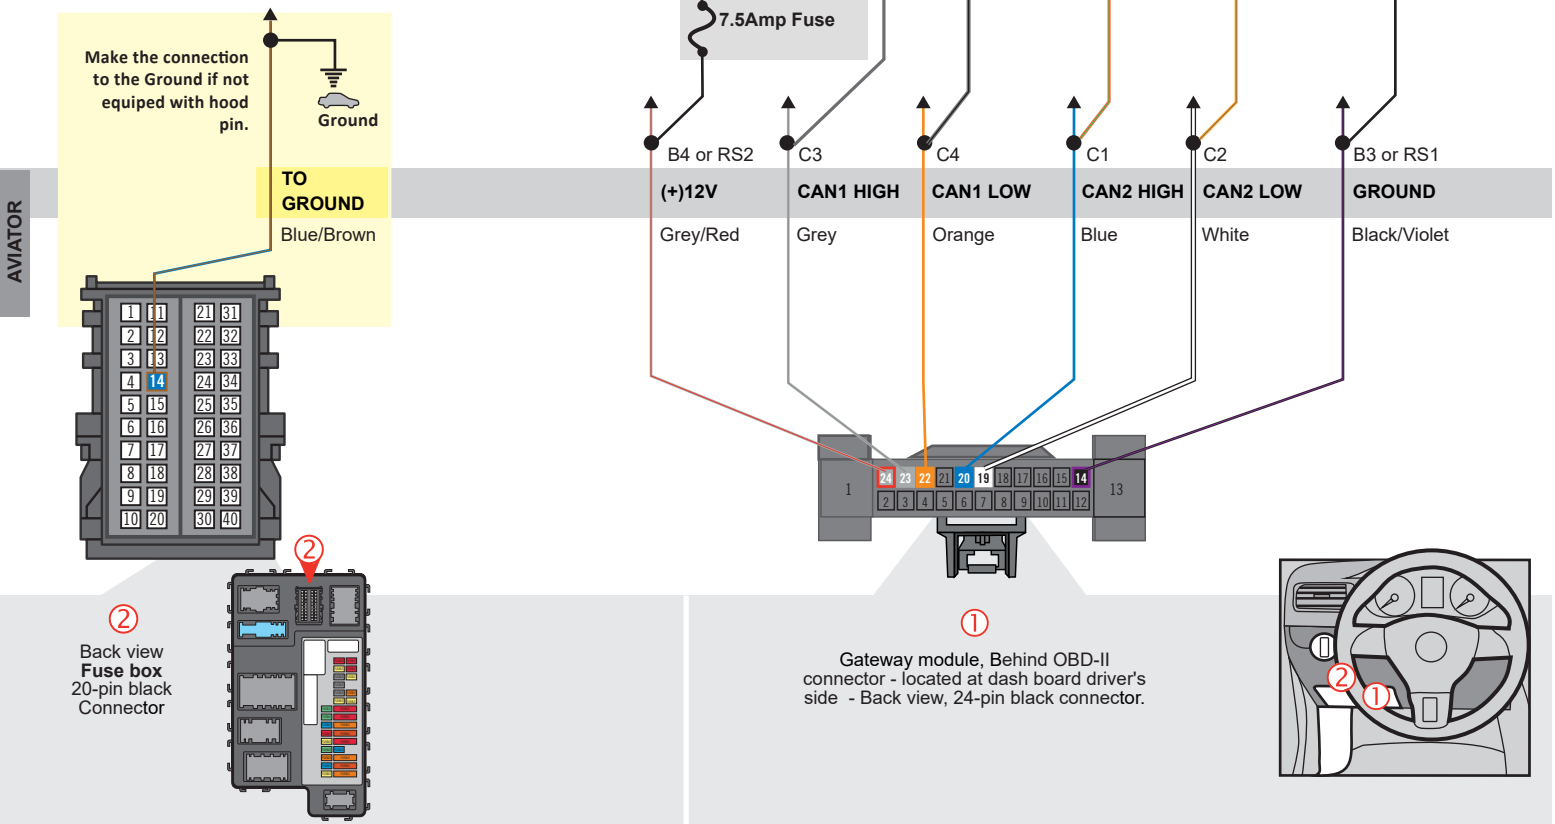 7.5Amp Fuse
Make the connection
to the Ground if not
equiped with hood
pin.
Ground
B4 or RS2
C3
C4
C1
C2
B3 or RS1
AVIATOR
TO
GROUND
(+)12V
CAN1 HIGH
CAN1 LOW
CAN2 HIGH
CAN2 LOW
GROUND
Blue/Brown
Grey/Red
Grey
Orange
Blue
White
Black/Violet
1 11 21 31
2 12 22 32
3 13 23 33
4 14 24 34
5 15 25 35
6 16 26 36
7 17 27 37
8 18 28 38
9 19 29 39
10 20 30 40
1
24 23 22 21 20 19 18 17 16 15 14
2 3 4 5 6 7 8 9 10 11 12
13
2
2
Back view
Fuse box
20-pin black
Connector
1
Gateway module, Behind OBD-II
connector - located at dash board driver's
side - Back view, 24-pin black connector.
2
1